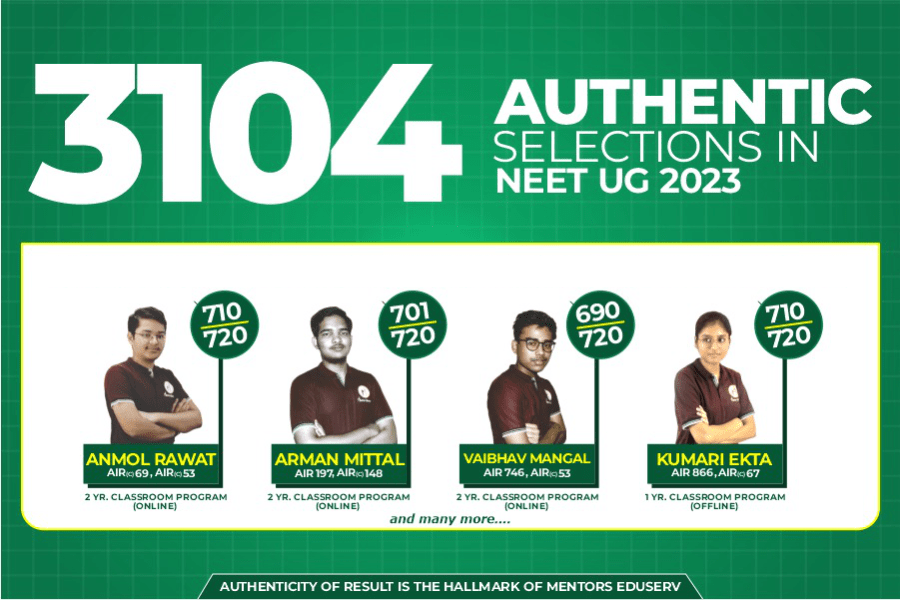 3104
AUTHENTIC
SELECTIONS IN
NEET UG 2023
710
720
701
720
690
720
710
720
ANMOL RAWAT
AIR(C) 69, AIR(C) 53
2 YR. CLASSROOM PROGRAM
(ONLINE)
ARMAN MITTAL
AIR 197, AIR(C) 148
2 YR. CLASSROOM PROGRAM
(ONLINE)
VAIBHAV MANGAL
AIR 746, AIR(C) 53
2 YR. CLASSROOM PROGRAM
(ONLINE)
KUMARI EKTA
AIR 866, AIR(C) 67
1 YR. CLASSROOM PROGRAM
(OFFLINE)
and many more....
AUTHENTICITY OF RESULT IS THE HALLMARK OF MENTORS EDUSERV